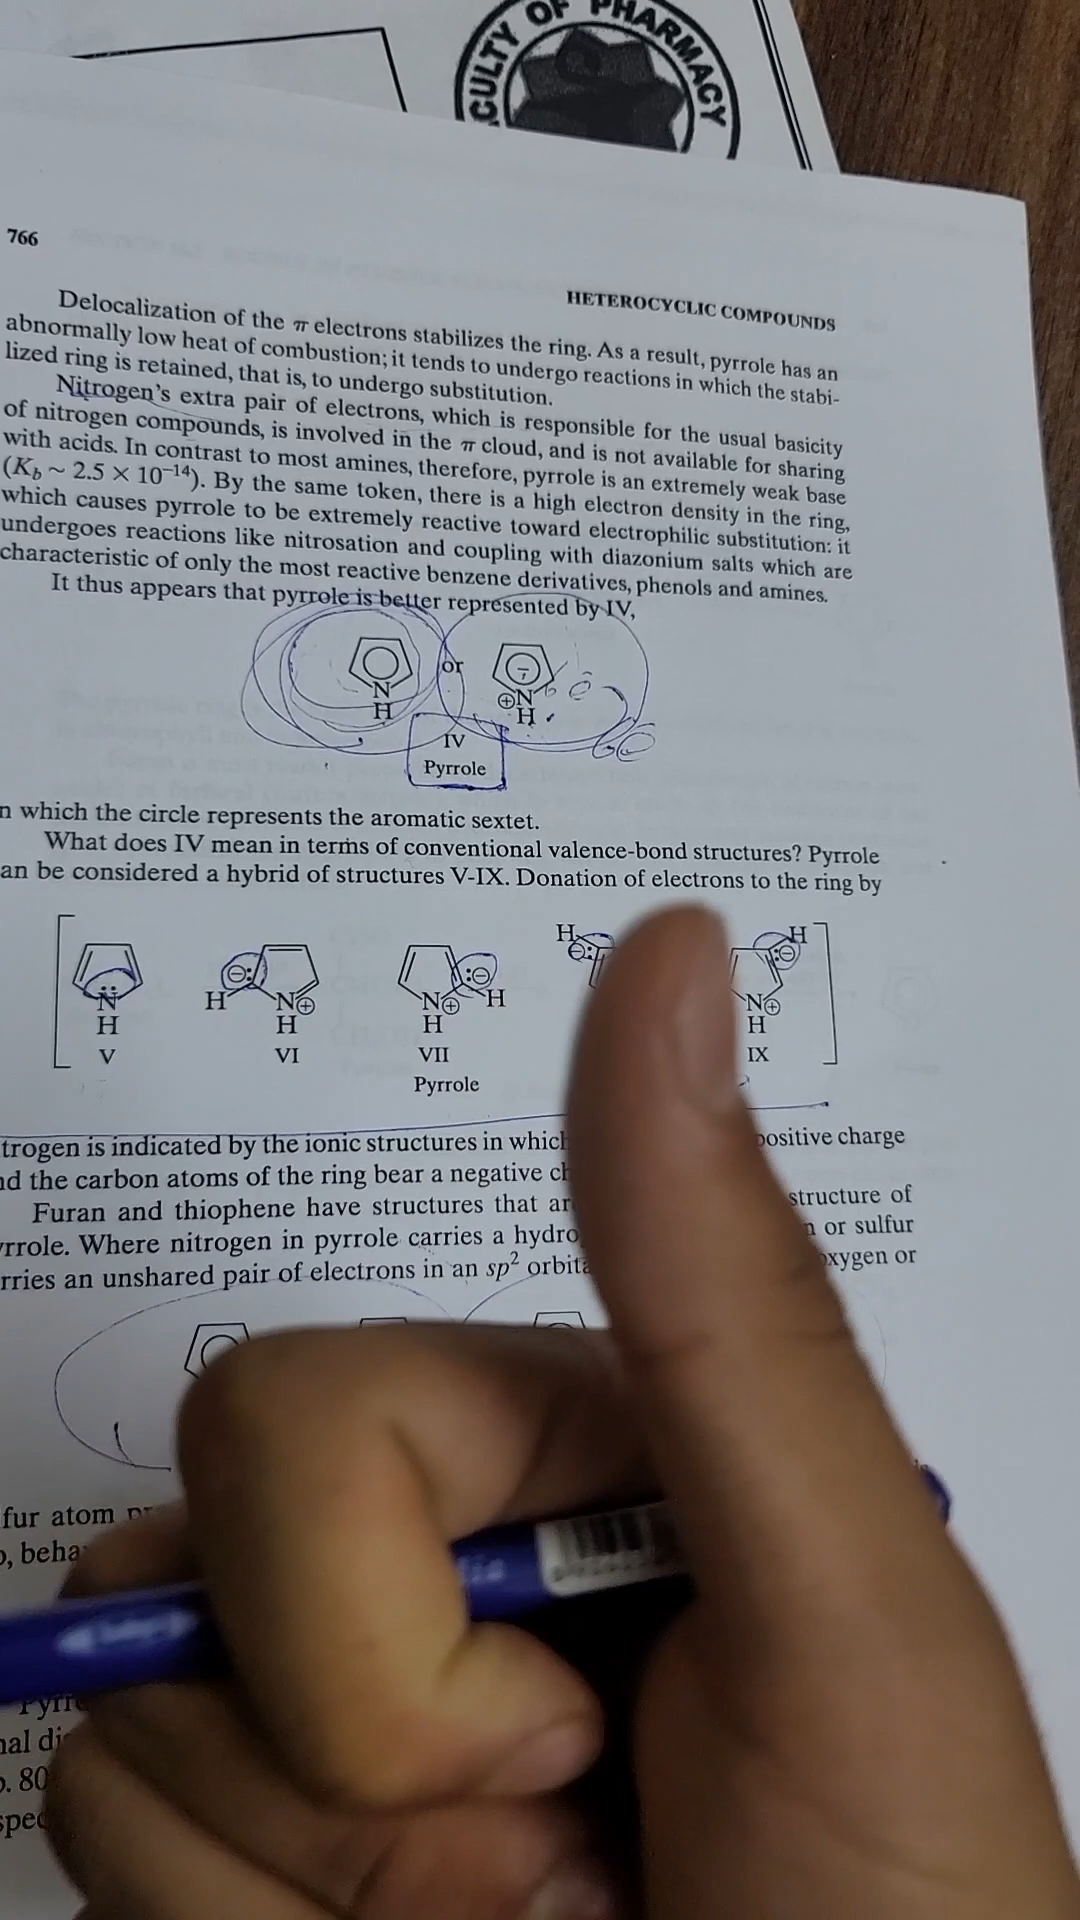 CULTY OF PHARMACY
766
HETEROCYCLIC COMPOUNDS
Delocalization of the π electrons stabilizes the ring. As a result, pyrrole has an
abnormally low heat of combustion; it tends to undergo reactions in which the stabi-
lized ring is retained, that is, to undergo substitution.
Nitrogen's extra pair of electrons, which is responsible for the usual basicity
of nitrogen compounds, is involved in the π cloud, and is not available for sharing
with acids. In contrast to most amines, therefore, pyrrole is an extremely weak base
(Kb ~ 2.5 × 10⁻¹⁴). By the same token, there is a high electron density in the ring,
which causes pyrrole to be extremely reactive toward electrophilic substitution: it
undergoes reactions like nitrosation and coupling with diazonium salts which are
characteristic of only the most reactive benzene derivatives, phenols and amines.
It thus appears that pyrrole is better represented by IV,
or
N ⊕N
H H
IV
Pyrrole
n which the circle represents the aromatic sextet.
What does IV mean in terms of conventional valence-bond structures? Pyrrole
an be considered a hybrid of structures V-IX. Donation of electrons to the ring by
H H
⊖: :⊖ ⊖: :⊖
N H N⊕ N⊕ H N⊕
H H H H
V VI VII IX
Pyrrole
trogen is indicated by the ionic structures in which positive charge
nd the carbon atoms of the ring bear a negative ch
Furan and thiophene have structures that ar structure of
rrole. Where nitrogen in pyrrole carries a hydro or sulfur
rries an unshared pair of electrons in an sp² orbita oxygen or
fur atom
beha
nal di
80
spec